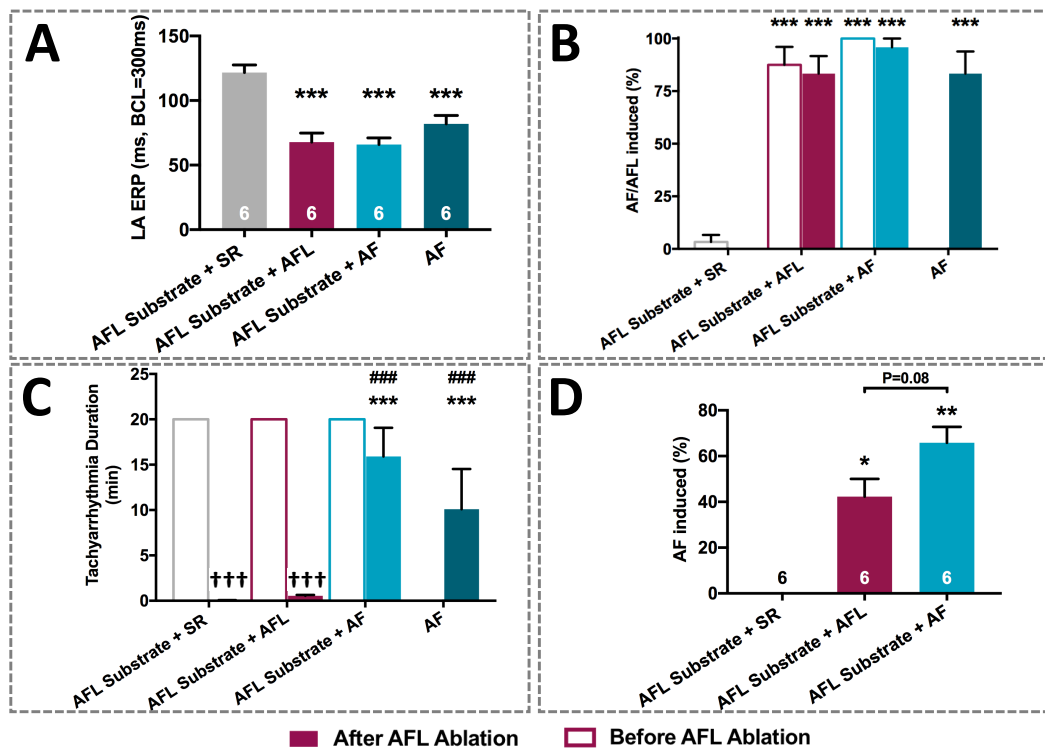 A
LA ERP (ms, BCL=300ms)
150
100
50
0
***
***
***
6
6
6
6
AFL Substrate + SR
AFL Substrate + AFL
AFL Substrate + AF
AF
B
AF/AFL induced (%)
100
75
50
25
0
*** *** *** *** ***
AFL Substrate + SR
AFL Substrate + AFL
AFL Substrate + AF
AF
C
Tachyarrhythmia Duration
(min)
25
20
15
10
5
0
### ###
*** ***
††† †††
AFL Substrate + SR
AFL Substrate + AFL
AFL Substrate + AF
AF
D
AF induced (%)
80
60
40
20
0
P=0.08
**
*
6
6
6
AFL Substrate + SR
AFL Substrate + AFL
AFL Substrate + AF
After AFL Ablation
Before AFL Ablation